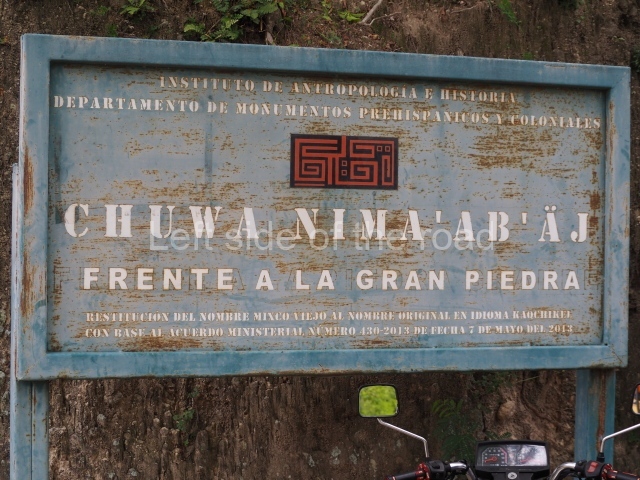 INSTITUTO DE ANTROPOLOGIA E HISTORIA
DEPARTAMENTO DE MONUMENTOS PREHISPANICOS Y COLONIALES
CHUWA NIMA'AB'ÄJ
Left side of the road
FRENTE A LA GRAN PIEDRA
RESTITUCION DEL NOMBRE MIXCO VIEJO AL NOMBRE ORIGINAL EN IDIOMA KAQCHIKEL
CON BASE AL ACUERDO MINISTERIAL NÚMERO 430-2013 DE FECHA 7 DE MAYO DEL 2013